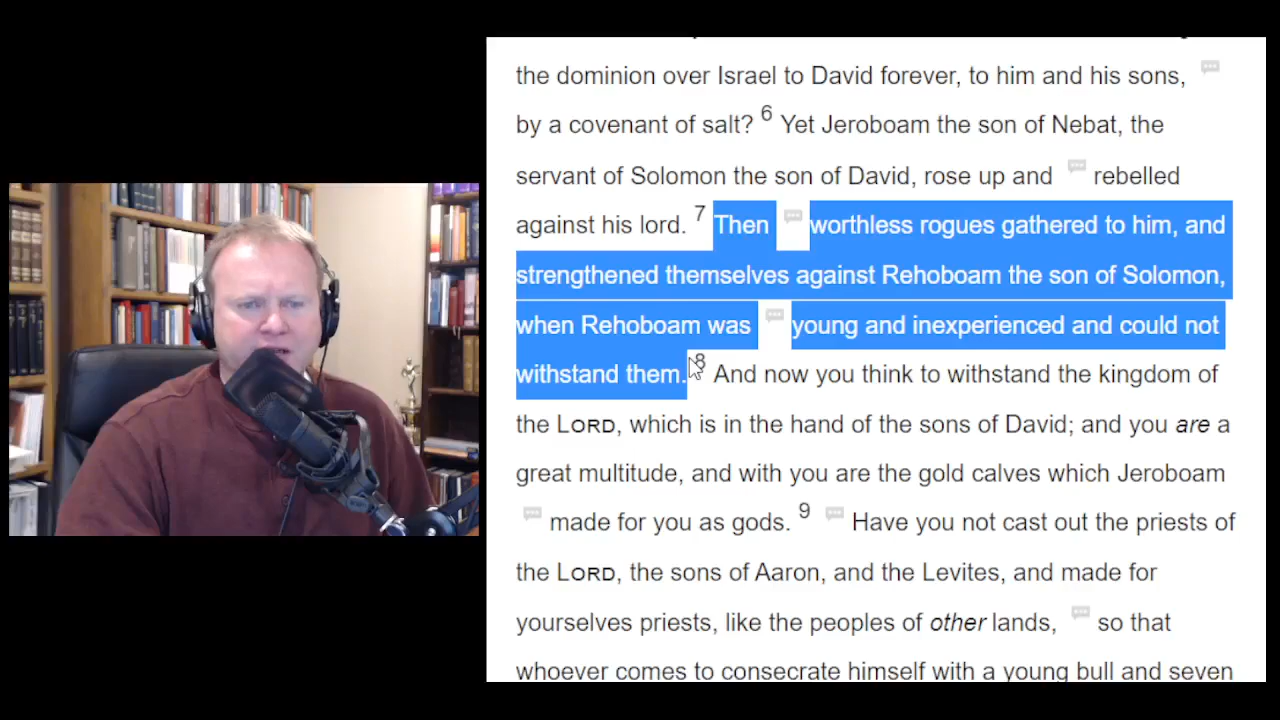 the dominion over Israel to David forever, to him and his sons,
by a covenant of salt? 6 Yet Jeroboam the son of Nebat, the
servant of Solomon the son of David, rose up and rebelled
against his lord. 7 Then worthless rogues gathered to him, and
strengthened themselves against Rehoboam the son of Solomon,
when Rehoboam was young and inexperienced and could not
withstand them. 8 And now you think to withstand the kingdom of
the LORD, which is in the hand of the sons of David; and you are a
great multitude, and with you are the gold calves which Jeroboam
made for you as gods. 9 Have you not cast out the priests of
the LORD, the sons of Aaron, and the Levites, and made for
yourselves priests, like the peoples of other lands, so that
whoever comes to consecrate himself with a young bull and seven